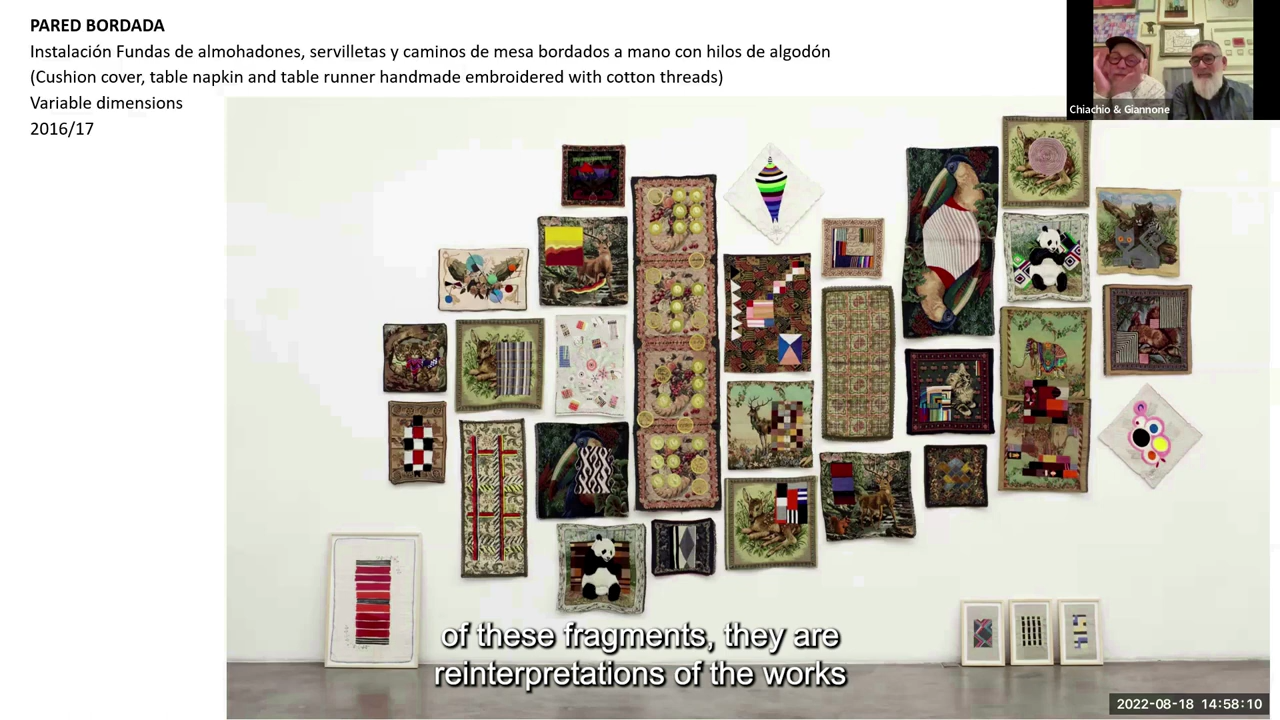 PARED BORDADA
Instalación Fundas de almohadones, servilletas y caminos de mesa bordados a mano con hilos de algodón
(Cushion cover, table napkin and table runner handmade embroidered with cotton threads)
Variable dimensions
2016/17
Chiachio & Giannone
of these fragments, they are
reinterpretations of the works
2022-08-18 14:58:10